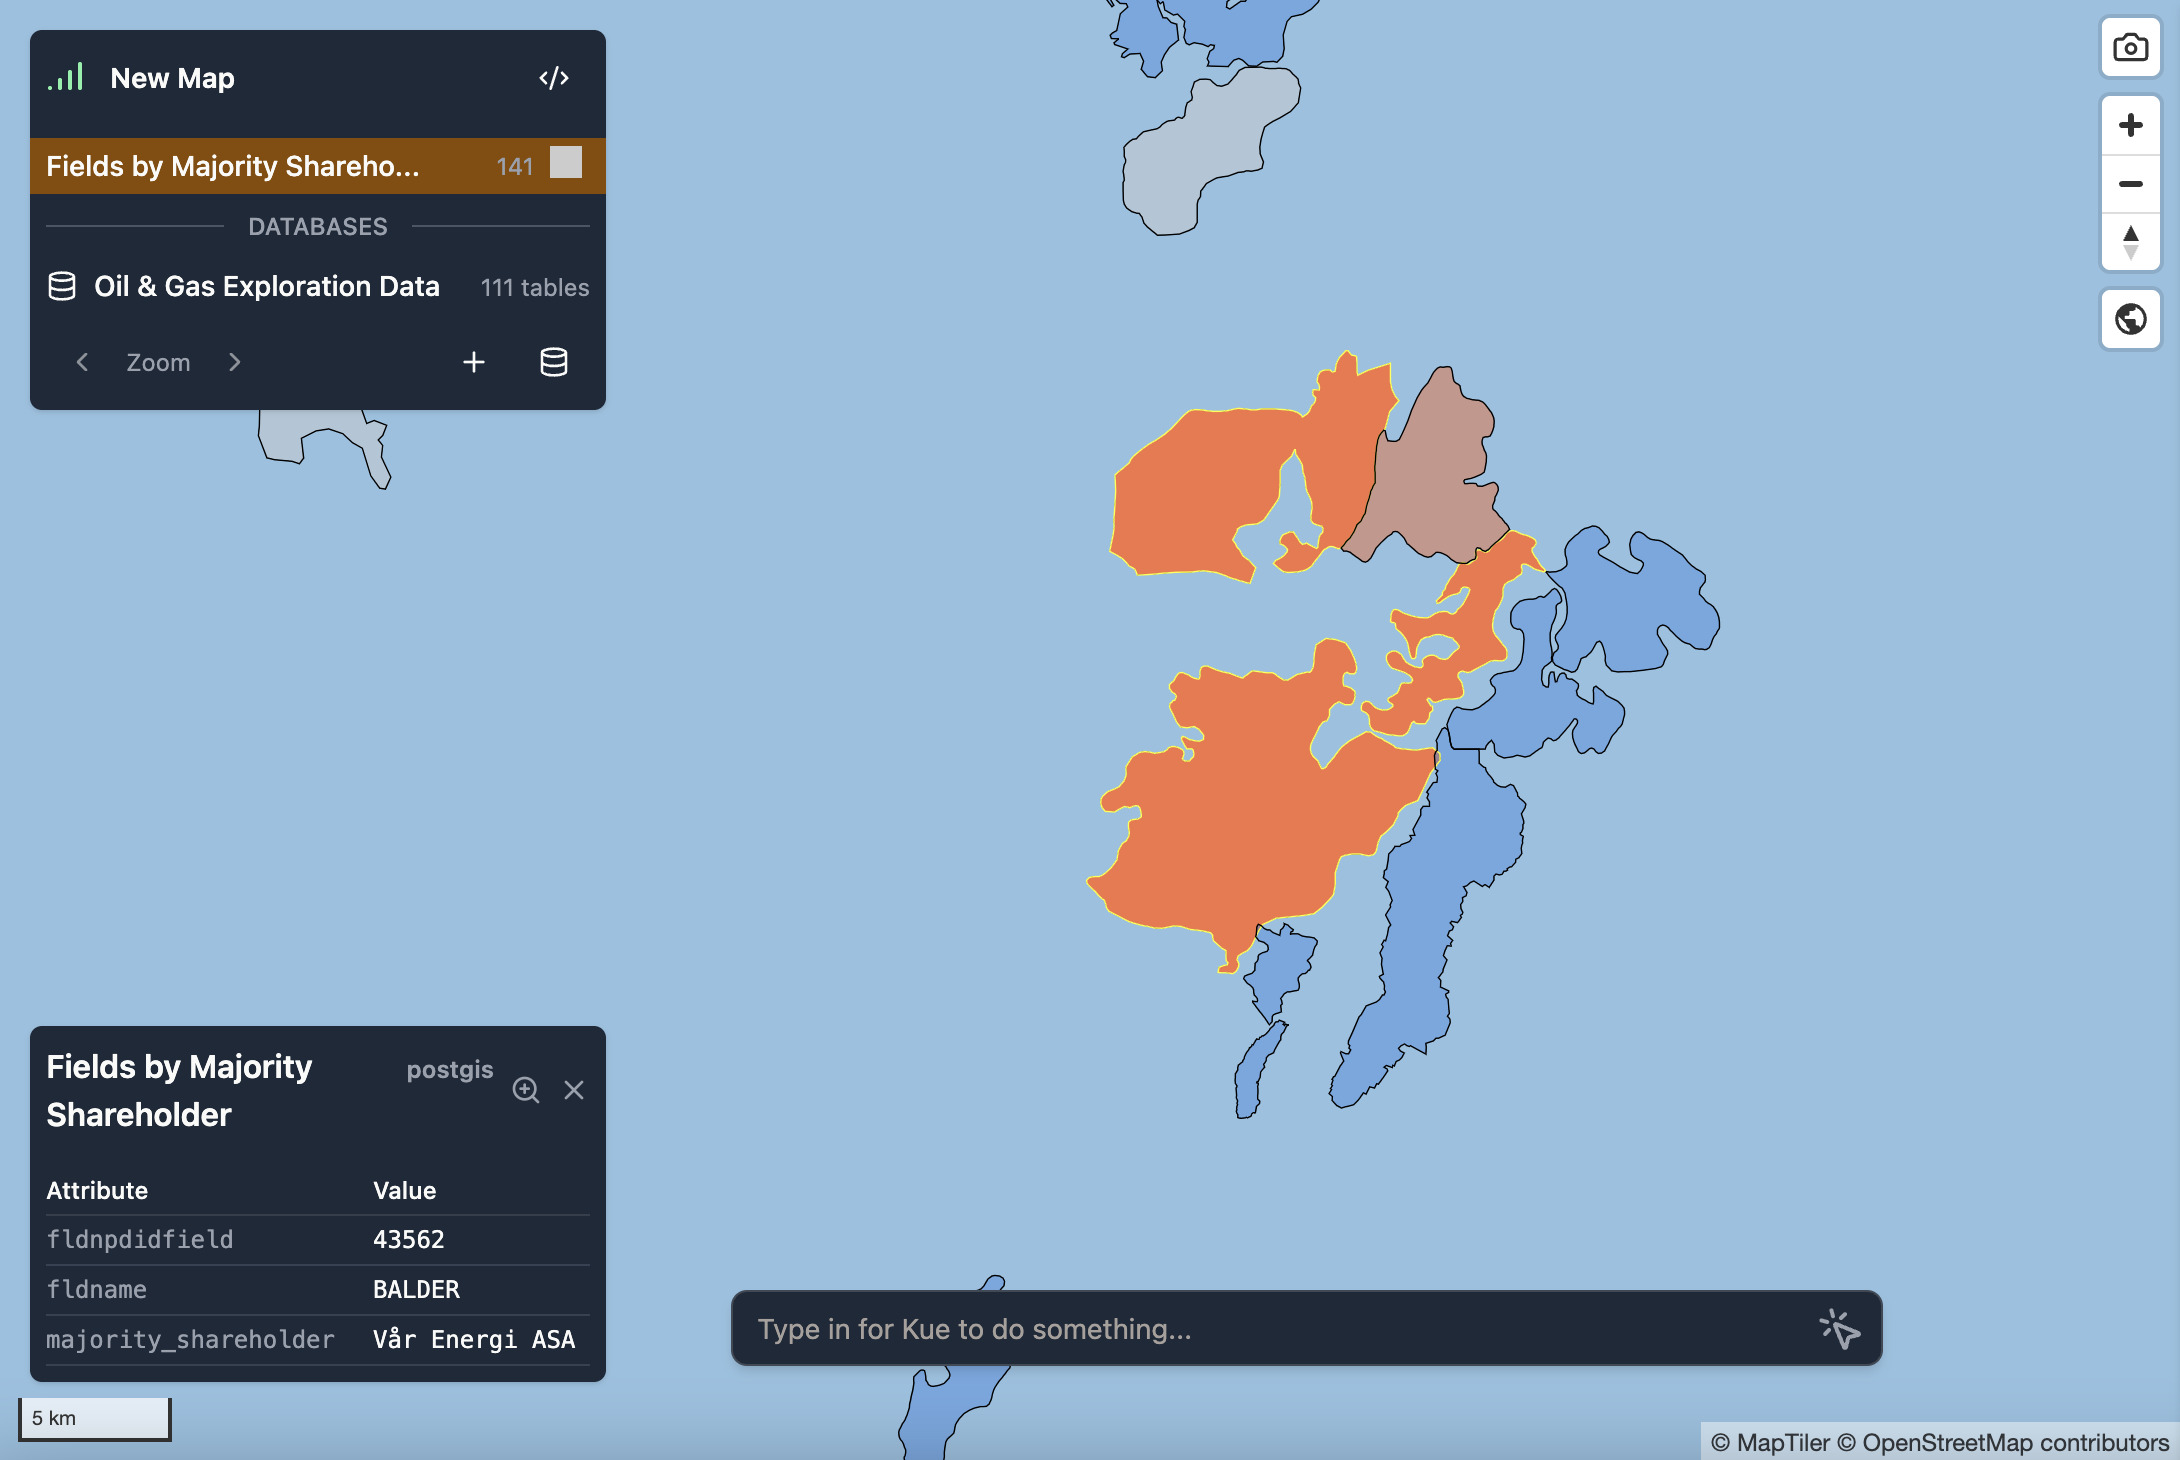 New Map
Fields by Majority Shareho... 141
DATABASES
Oil & Gas Exploration Data 111 tables
Zoom
Fields by Majority Shareholder postgis
Attribute Value
fldnpdidfield 43562
fldname BALDER
majority_shareholder Vår Energi ASA
Type in for Kue to do something...
5 km
© MapTiler © OpenStreetMap contributors